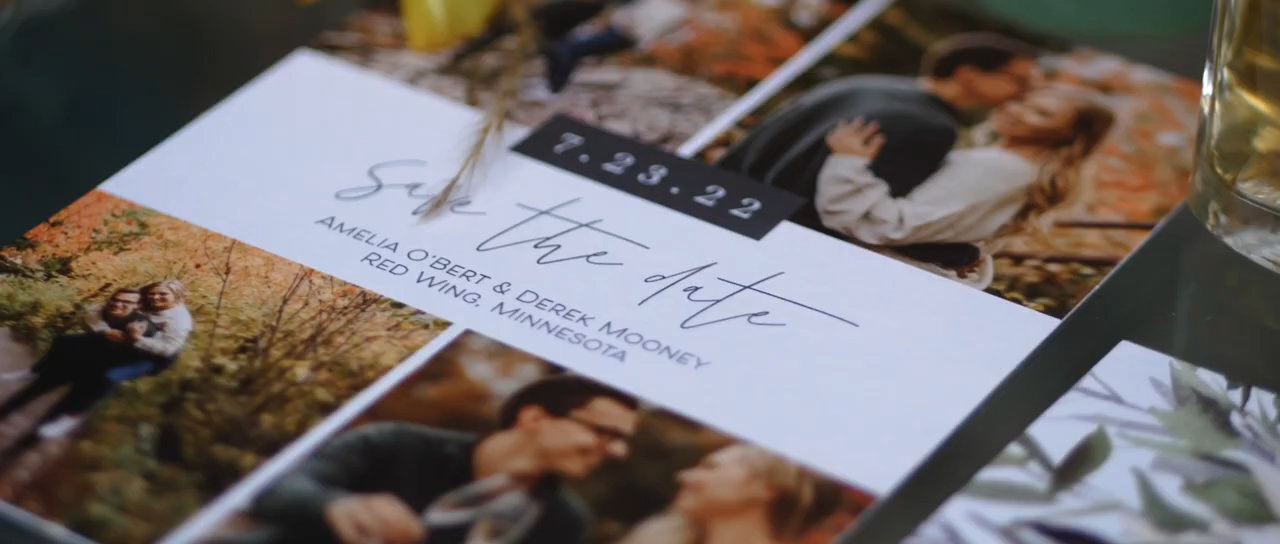 7.23.22
save the date
AMELIA O'BERT & DEREK MOONEY
RED WING, MINNESOTA